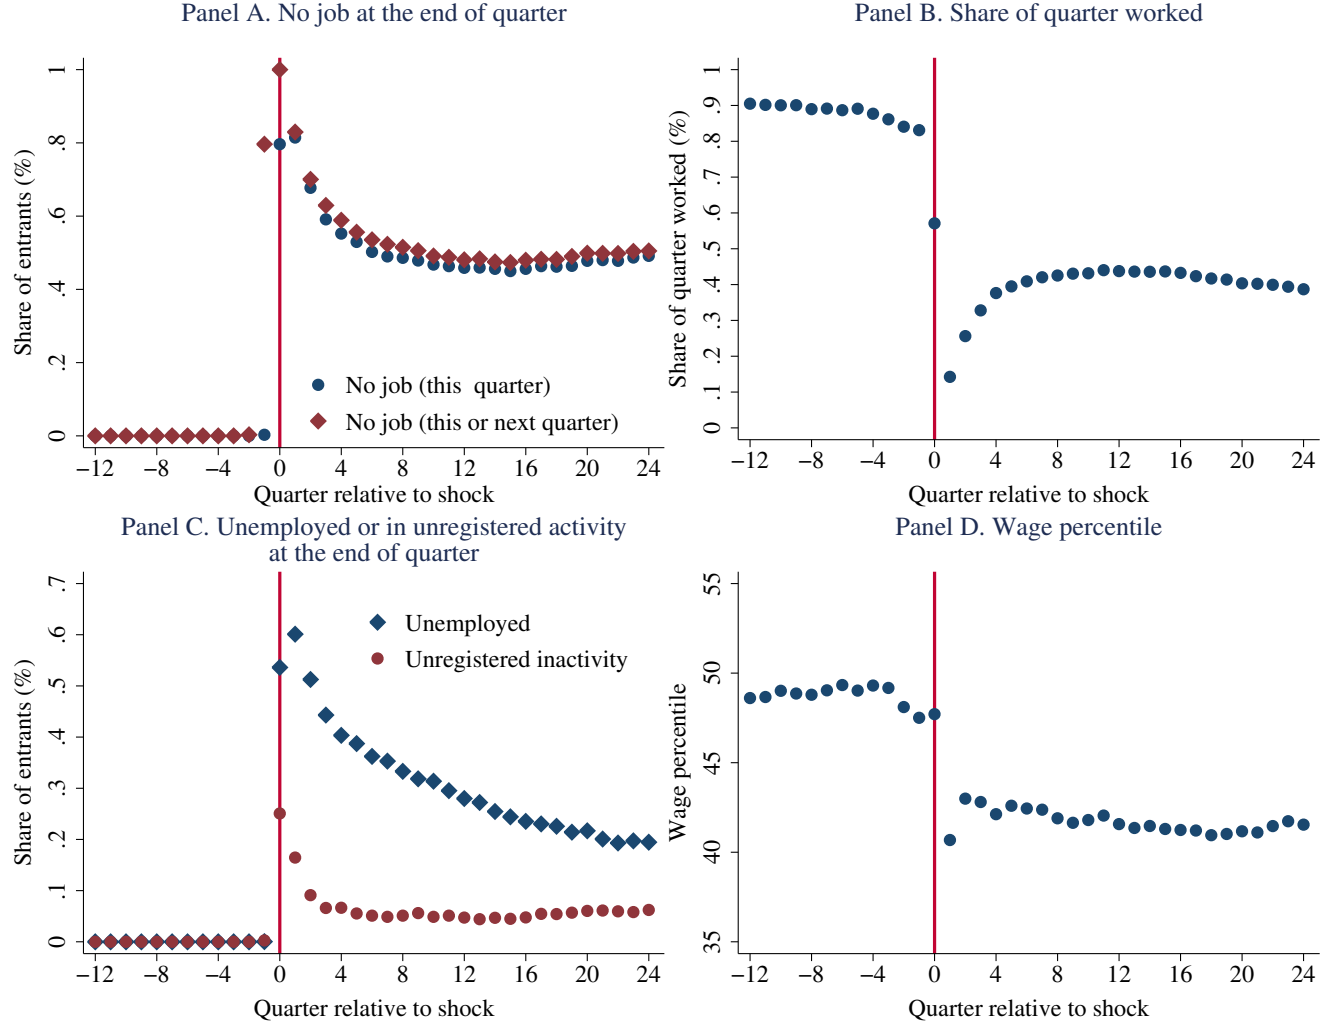 Panel A. No job at the end of quarter
Share of entrants (%)
1
.8
.6
.4
.2
0
No job (this quarter)
No job (this or next quarter)
−12 −8 −4 0 4 8 12 16 20 24
Quarter relative to shock
Panel B. Share of quarter worked
Share of quarter worked (%)
1
.9
.8
.7
.6
.5
.4
.3
.2
.1
0
−12 −8 −4 0 4 8 12 16 20 24
Quarter relative to shock
Panel C. Unemployed or in unregistered activity
at the end of quarter
Share of entrants (%)
.7
.6
.5
.4
.3
.2
.1
0
Unemployed
Unregistered inactivity
−12 −8 −4 0 4 8 12 16 20 24
Quarter relative to shock
Panel D. Wage percentile
Wage percentile
55
50
45
40
35
−12 −8 −4 0 4 8 12 16 20 24
Quarter relative to shock